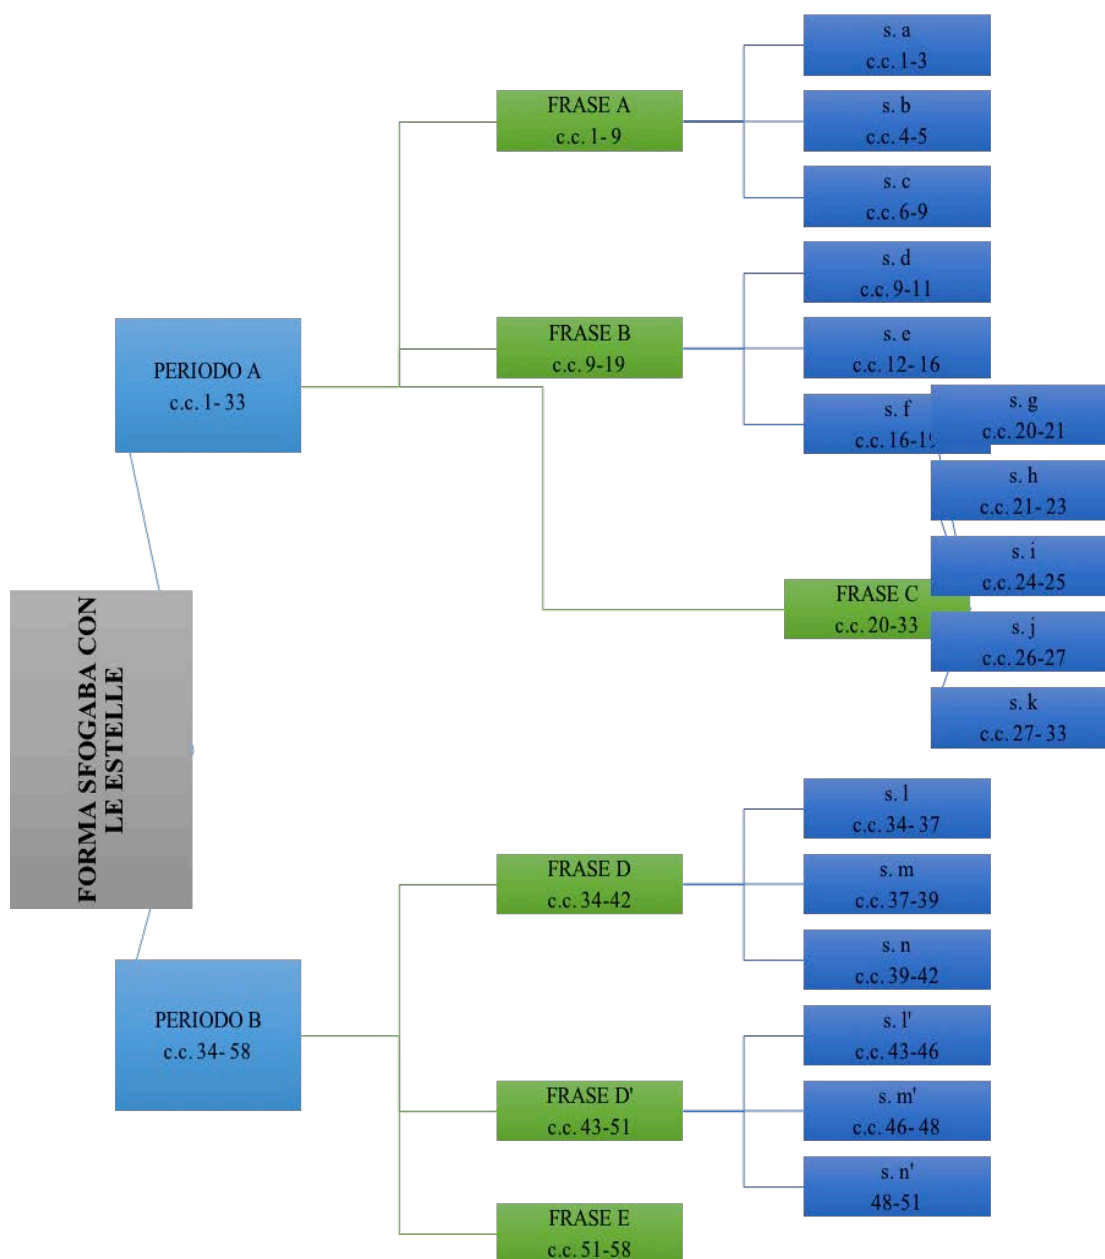 FORMA SFOGABA CON
LE ESTELLE
PERIODO A
c.c. 1- 33
FRASE A
c.c. 1- 9
s. a
c.c. 1-3
s. b
c.c. 4-5
s. c
c.c. 6-9
FRASE B
c.c. 9-19
s. d
c.c. 9-11
s. e
c.c. 12- 16
s. f
c.c. 16-19
FRASE C
c.c. 20-33
s. g
c.c. 20-21
s. h
c.c. 21- 23
s. i
c.c. 24-25
s. j
c.c. 26-27
s. k
c.c. 27- 33
PERIODO B
c.c. 34- 58
FRASE D
c.c. 34-42
s. l
c.c. 34- 37
s. m
c.c. 37-39
s. n
c.c. 39-42
FRASE D'
c.c. 43-51
s. l'
c.c. 43-46
s. m'
c.c. 46- 48
s. n'
48-51
FRASE E
c.c. 51-58